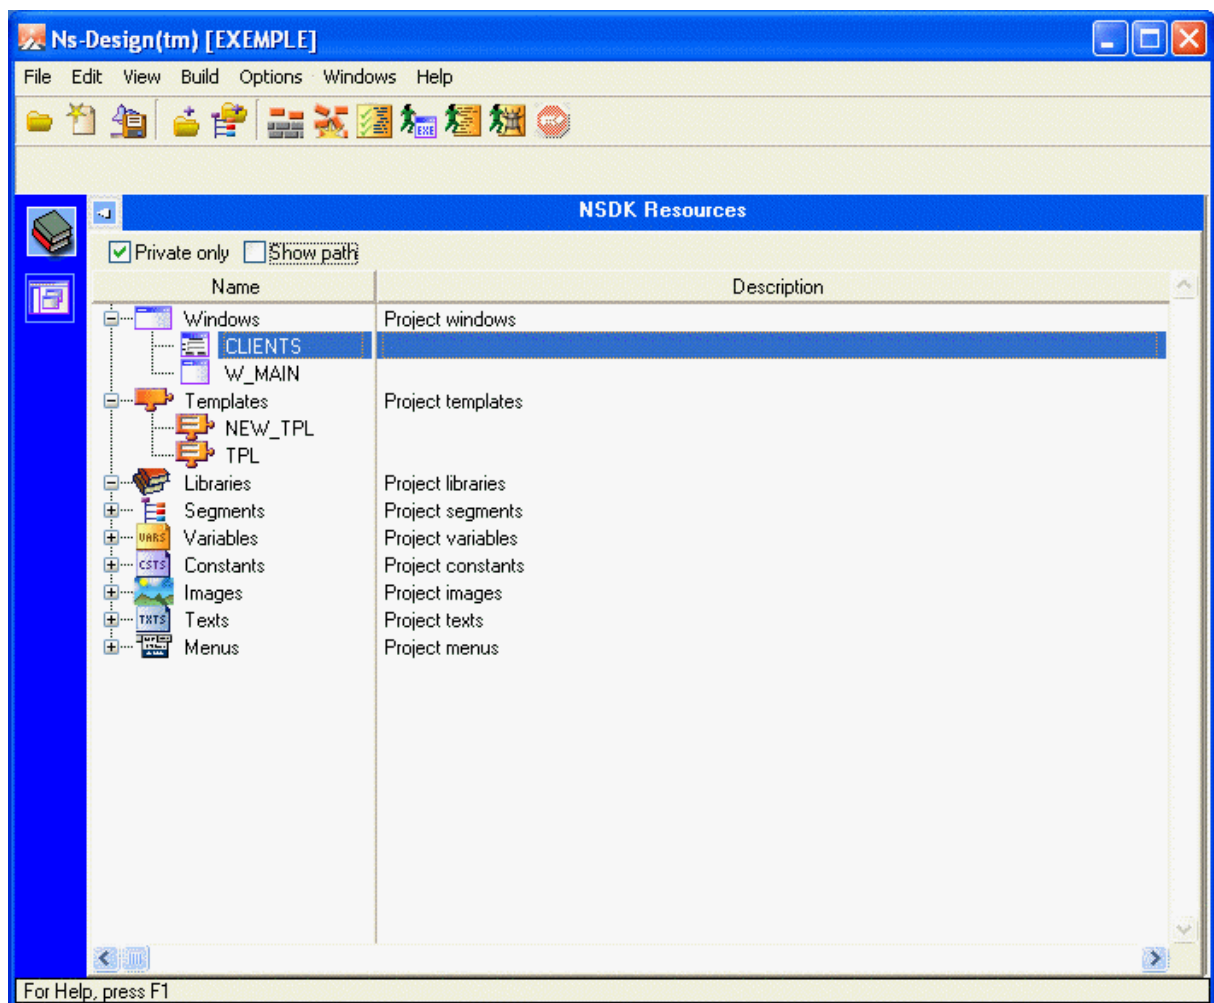 Ns-Design(tm) [EXEMPLE]
File Edit View Build Options Windows Help
EXE
NSDK Resources
Private only Show path
Name Description
Windows Project windows
CLIENTS
W_MAIN
Templates Project templates
NEW_TPL
TPL
Libraries Project libraries
Segments Project segments
VARS Variables Project variables
CSTS Constants Project constants
Images Project images
TXTS Texts Project texts
Menus Project menus
For Help, press F1